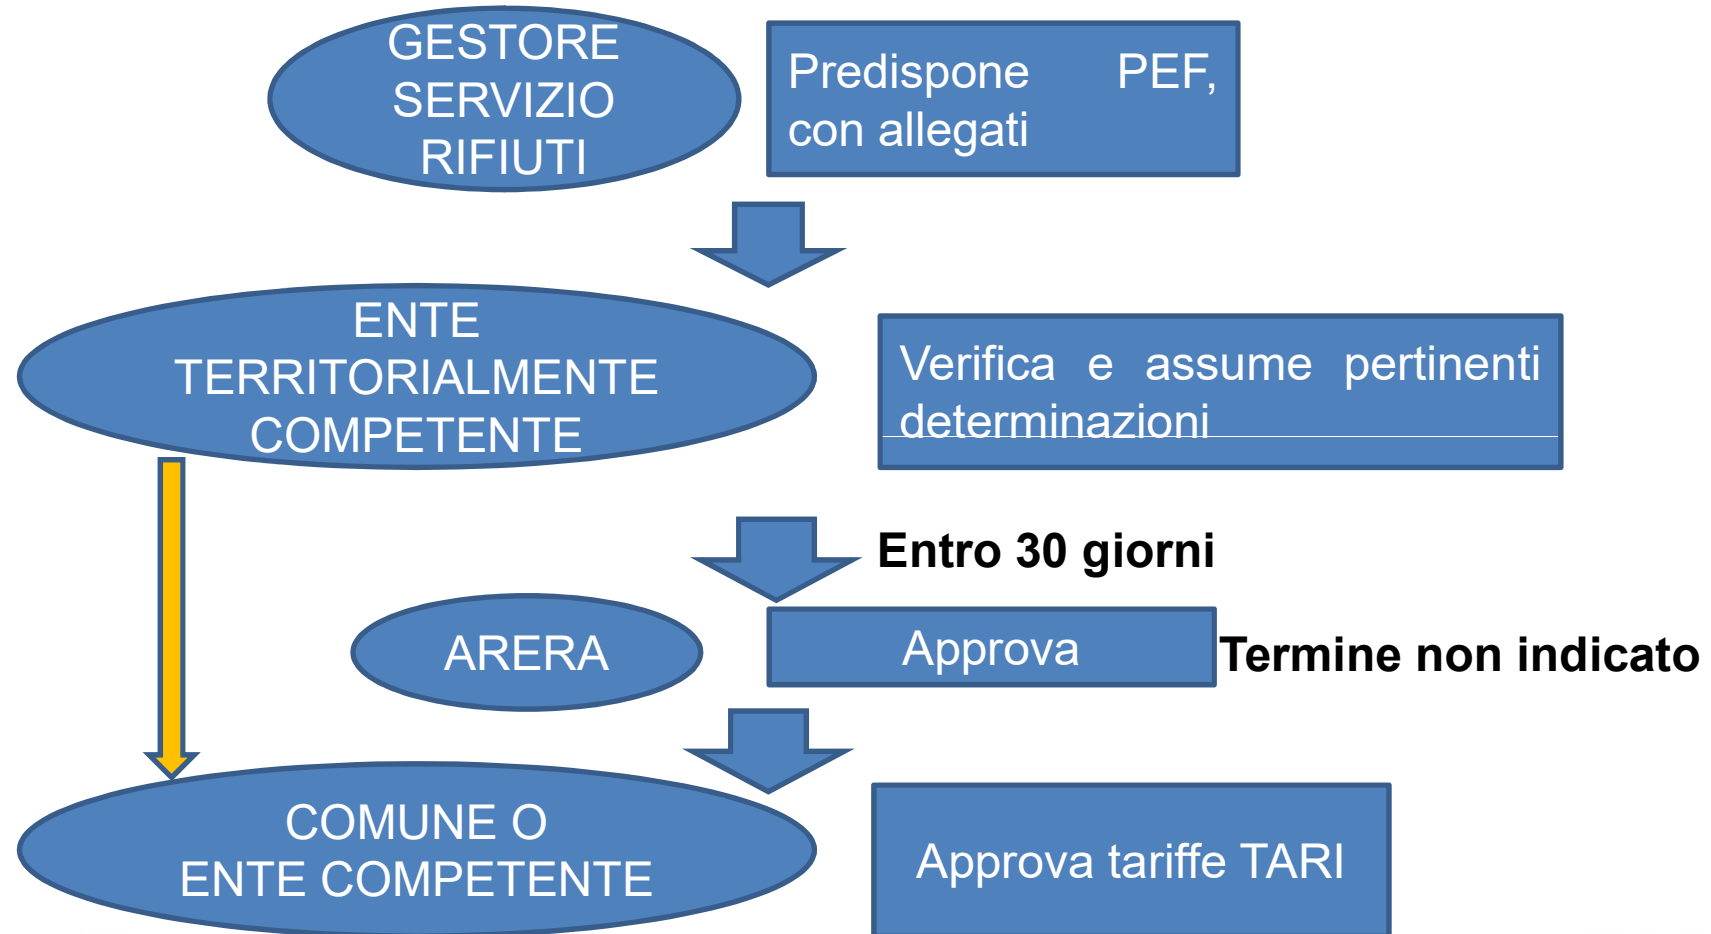 GESTORE
SERVIZIO
RIFIUTI
Predispone PEF,
con allegati
ENTE
TERRITORIALMENTE
COMPETENTE
Verifica e assume pertinenti
determinazioni
Entro 30 giorni
ARERA
Approva
Termine non indicato
COMUNE O
ENTE COMPETENTE
Approva tariffe TARI